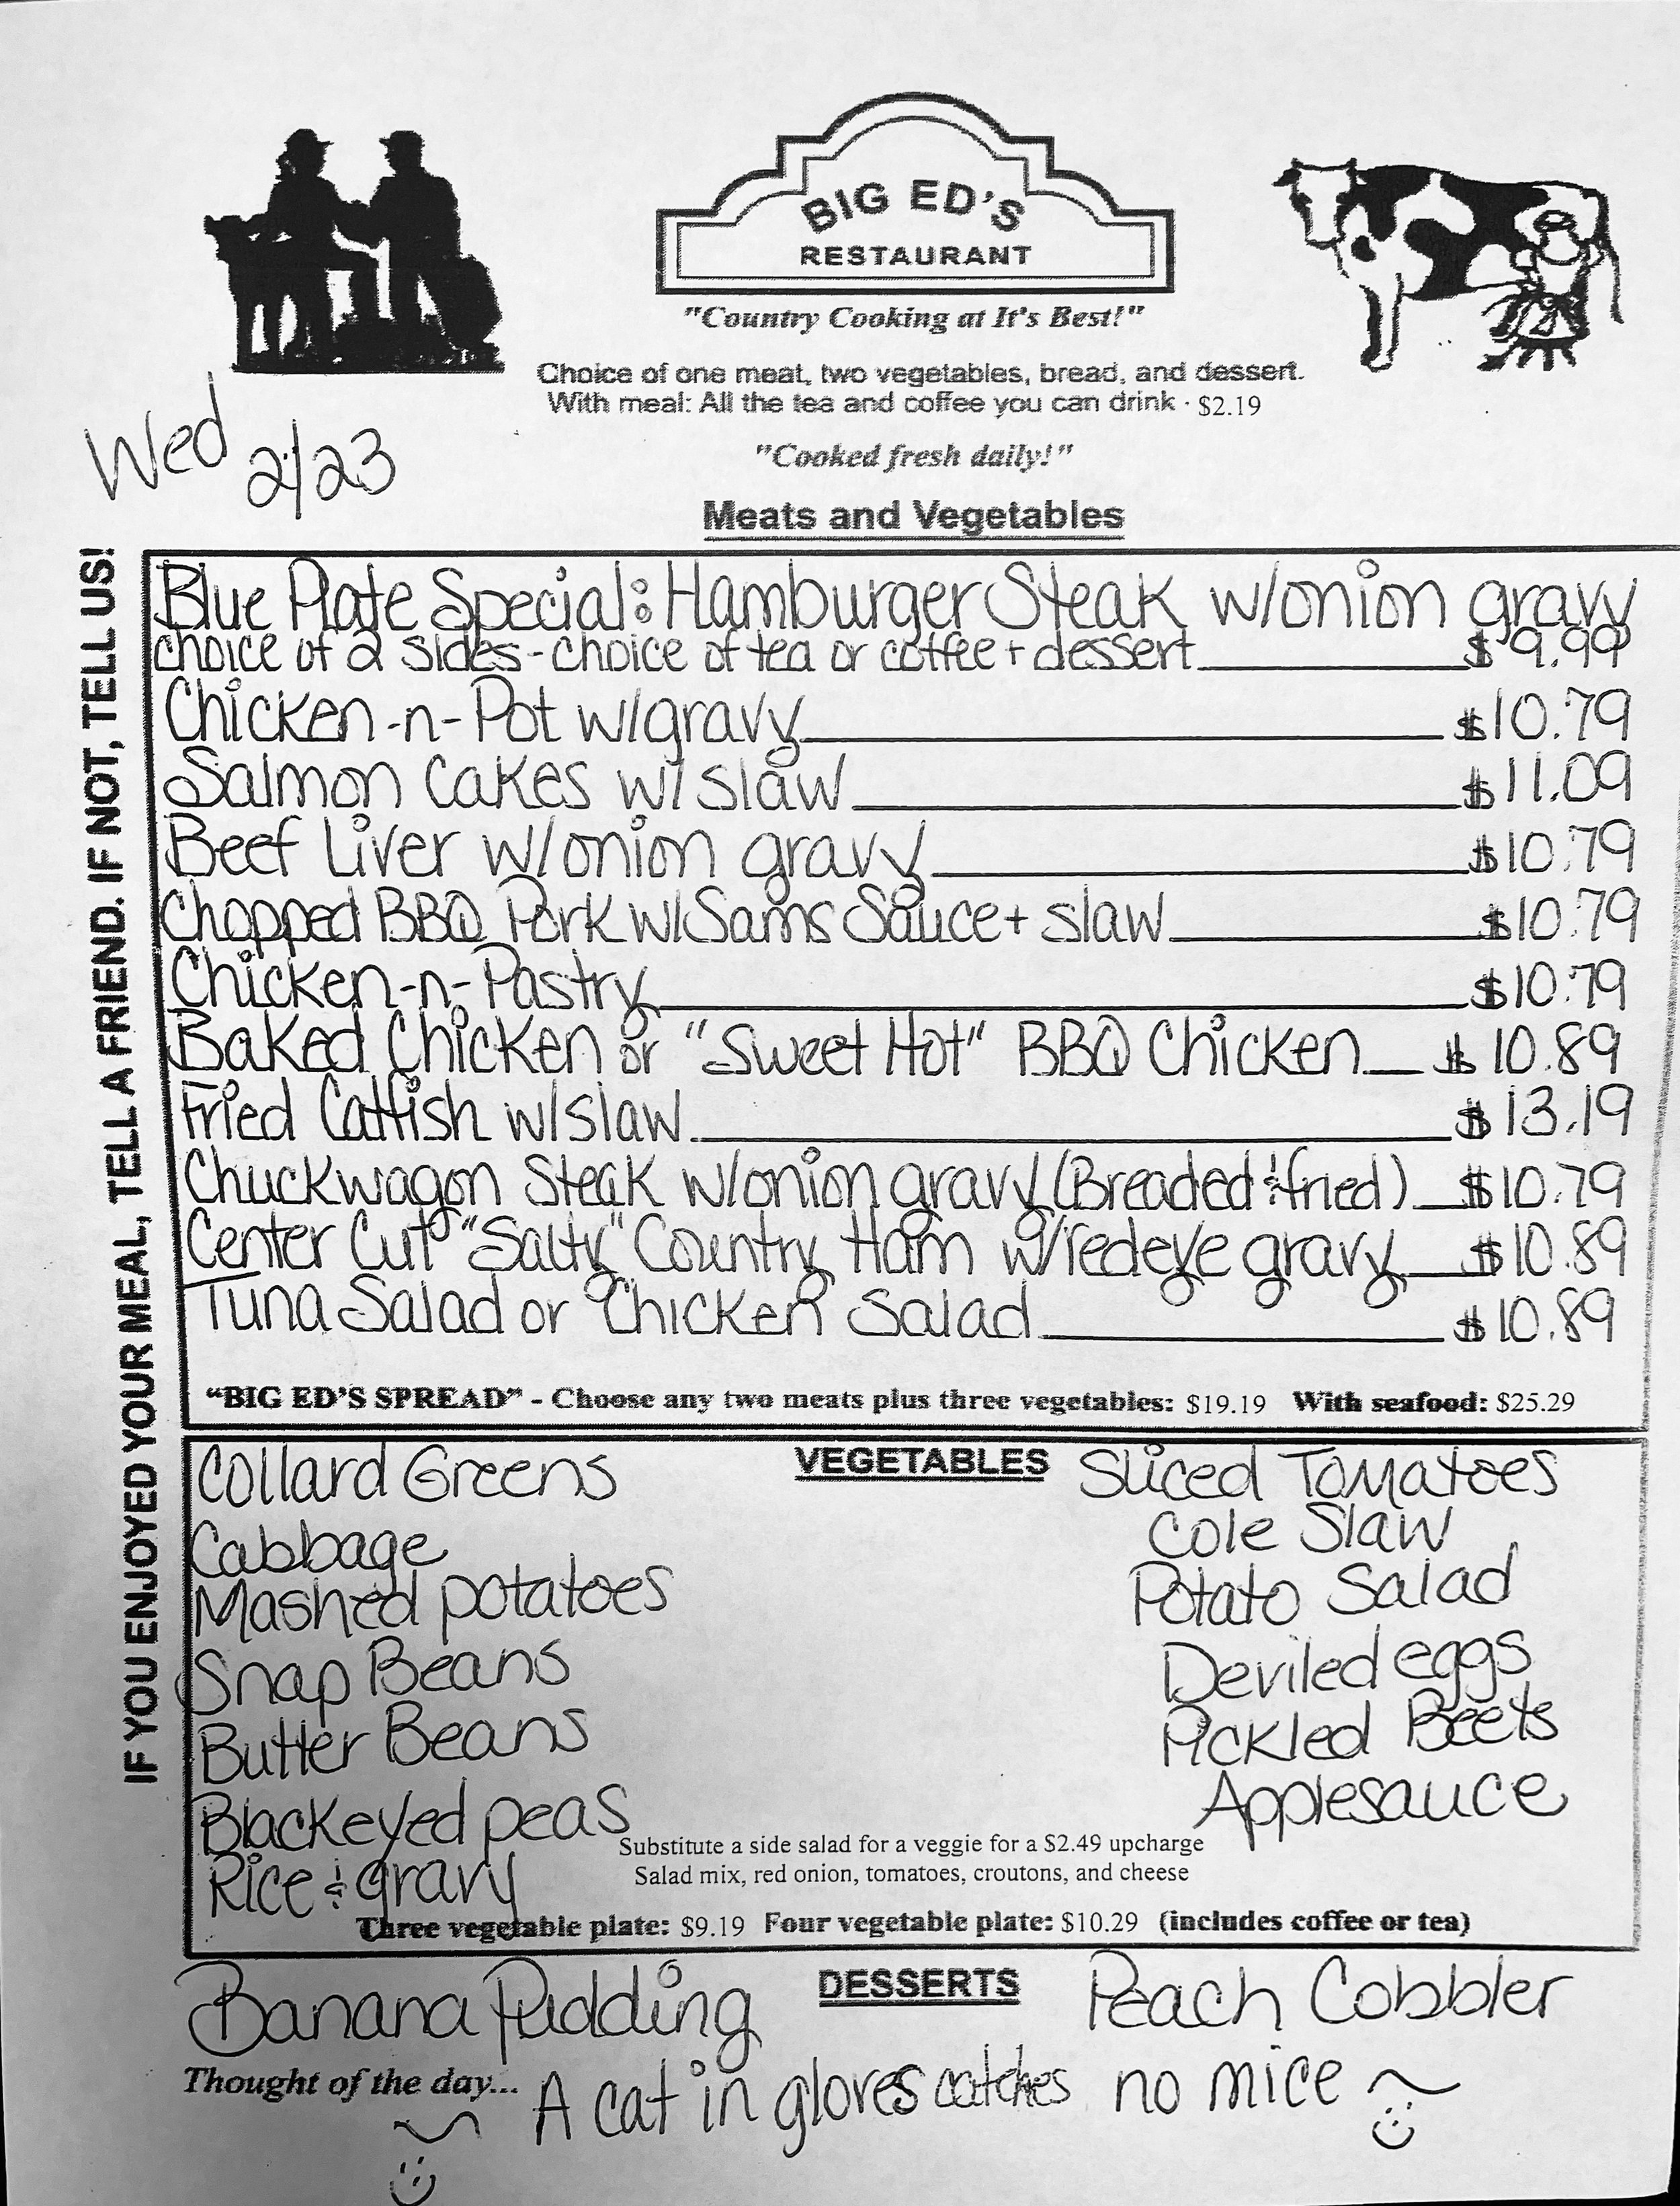 BIG ED'S
RESTAURANT
"Country Cooking at It's Best!"
Choice of one meat, two vegetables, bread, and dessert.
With meal: All the tea and coffee you can drink · $2.19
Wed 2/23
"Cooked fresh daily!"
Meats and Vegetables
IF YOU ENJOYED YOUR MEAL, TELL A FRIEND. IF NOT, TELL US!
Blue Plate Special: Hamburger Steak w/onion gravy
choice of 2 sides - choice of tea or coffee + dessert $9.99
Chicken-n-Pot w/gravy $10.79
Salmon Cakes w/slaw $11.09
Beef Liver w/onion gravy $10.79
Chopped BBQ Pork w/Sams Sauce + slaw $10.79
Chicken-n-Pastry $10.79
Baked Chicken or "Sweet Hot" BBQ Chicken $10.89
Fried Catfish w/slaw $13.19
Chuckwagon Steak w/onion gravy (Breaded & fried) $10.79
Center Cut "Salty" Country Ham w/redeye gravy $10.89
Tuna Salad or Chicken Salad $10.89
"BIG ED'S SPREAD" - Choose any two meats plus three vegetables: $19.19 With seafood: $25.29
VEGETABLES
Collard Greens
Cabbage
Mashed potatoes
Snap Beans
Butter Beans
Blackeyed peas
Rice & gravy
Sliced Tomatoes
Cole Slaw
Potato Salad
Deviled eggs
Pickled Beets
Applesauce
Substitute a side salad for a veggie for a $2.49 upcharge
Salad mix, red onion, tomatoes, croutons, and cheese
Three vegetable plate: $9.19 Four vegetable plate: $10.29 (includes coffee or tea)
DESSERTS
Banana Pudding
Peach Cobbler
Thought of the day... A cat in gloves catches no mice